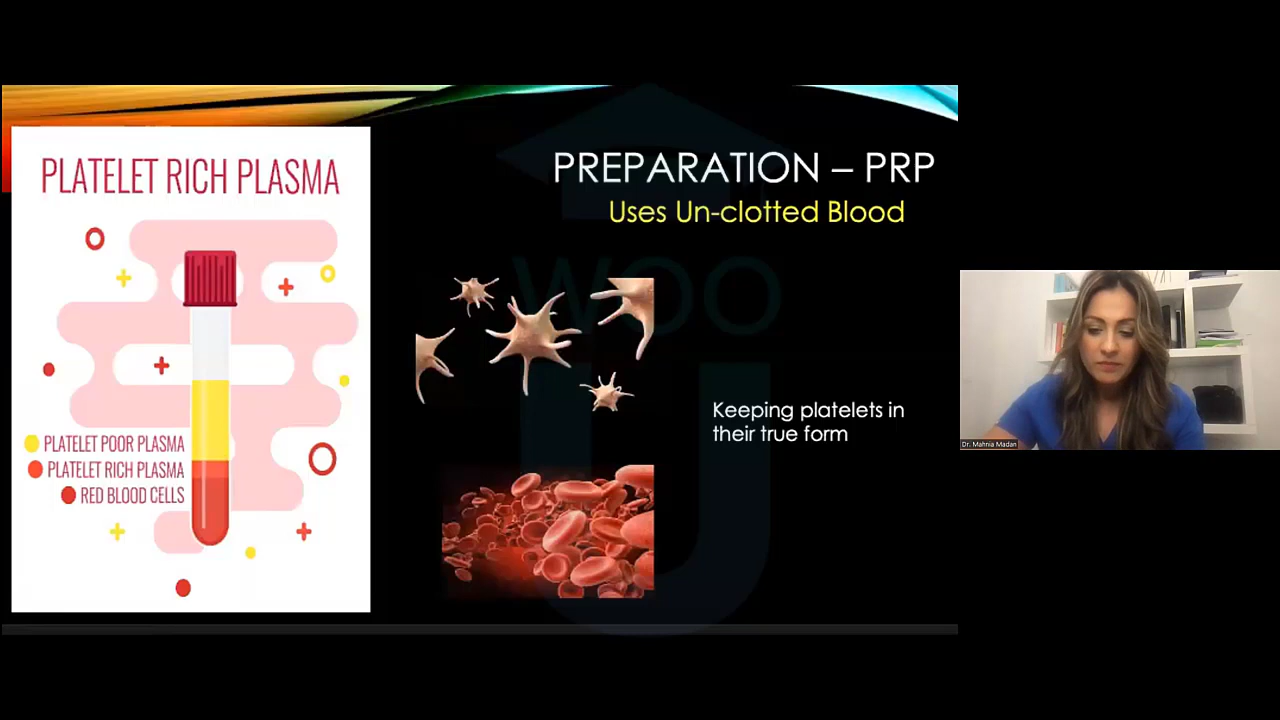 PLATELET RICH PLASMA
PLATELET POOR PLASMA
PLATELET RICH PLASMA
RED BLOOD CELLS
PREPARATION – PRP
Uses Un-clotted Blood
WOO
U
Keeping platelets in
their true form
Dr. Mahnia Madan